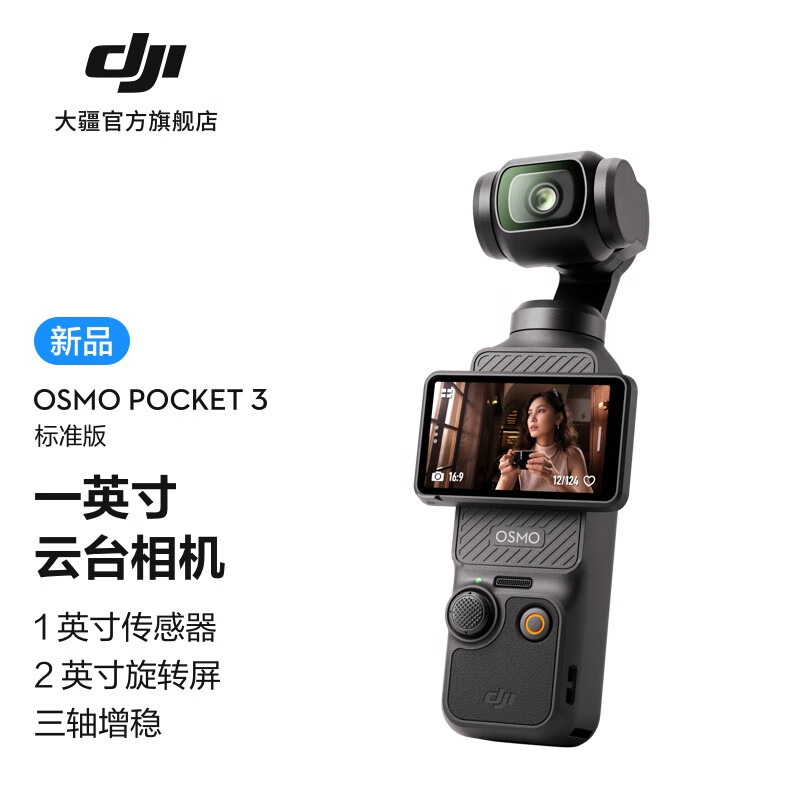 dji
大疆官方旗舰店
新品
OSMO POCKET 3
标准版
一英寸
云台相机
1 英寸传感器
2 英寸旋转屏
三轴增稳
16:9
12/124
OSMO
dji